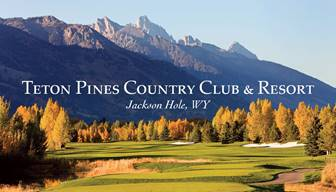 Teton Pines Country Club & Resort
Jackson Hole, WY